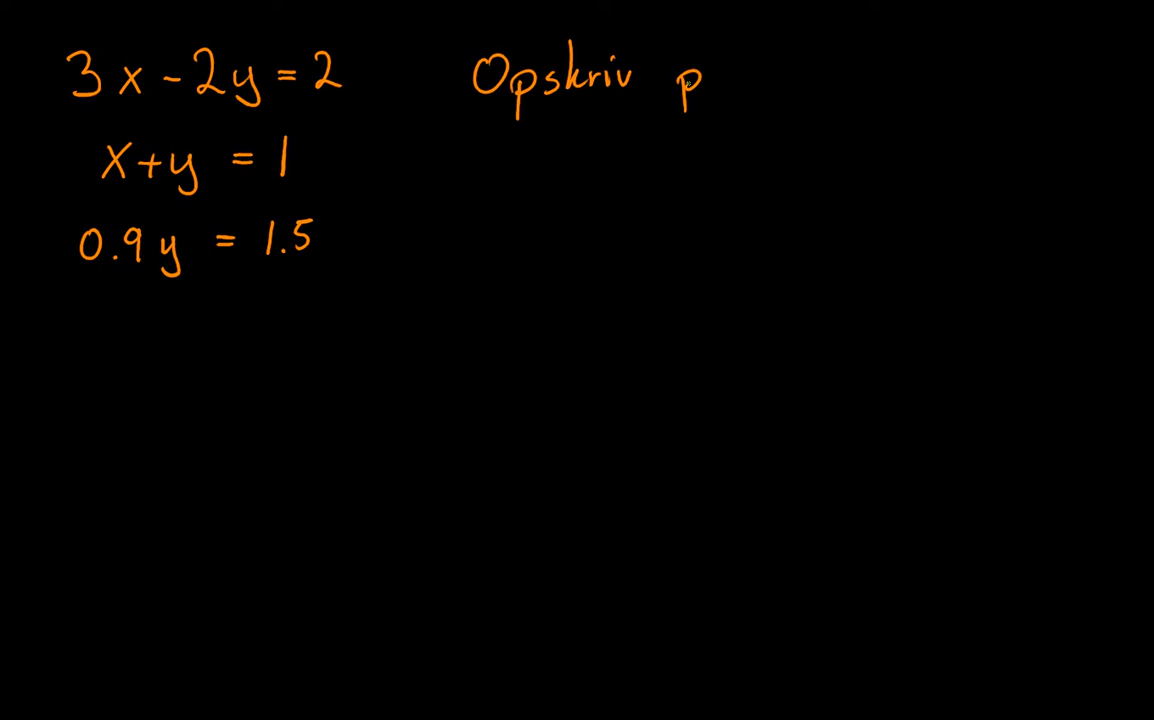 3x - 2y = 2 Opskriv p
x + y = 1
0.9y = 1.5